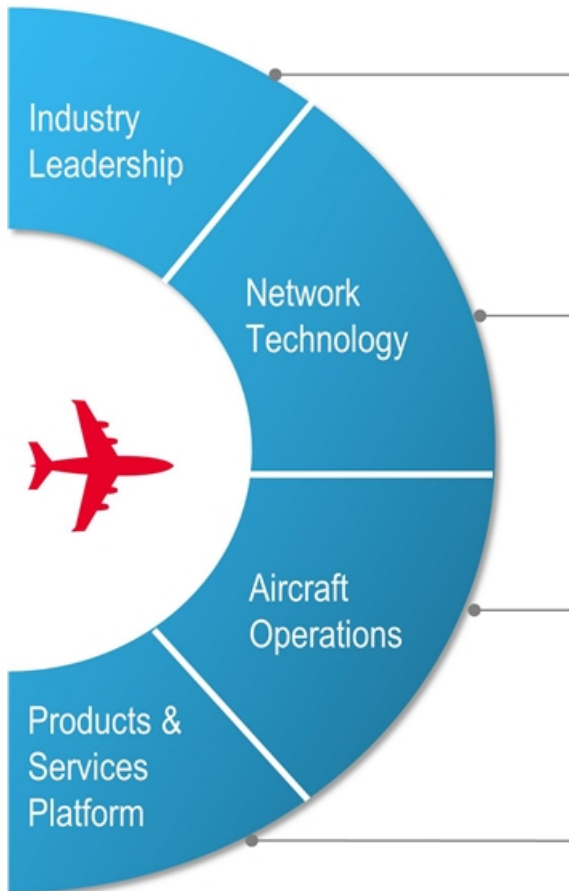 Industry
Leadership
Network
Technology
Aircraft
Operations
Products &
Services
Platform